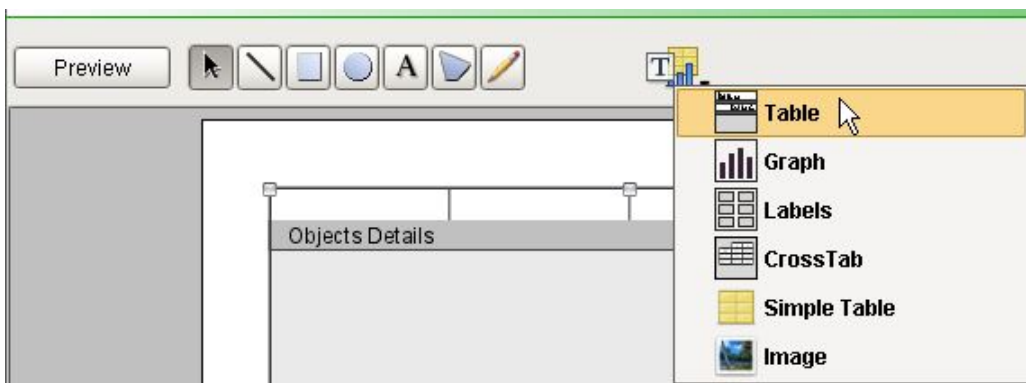 Preview
A
T
Table
Graph
Labels
Objects Details
CrossTab
Simple Table
Image